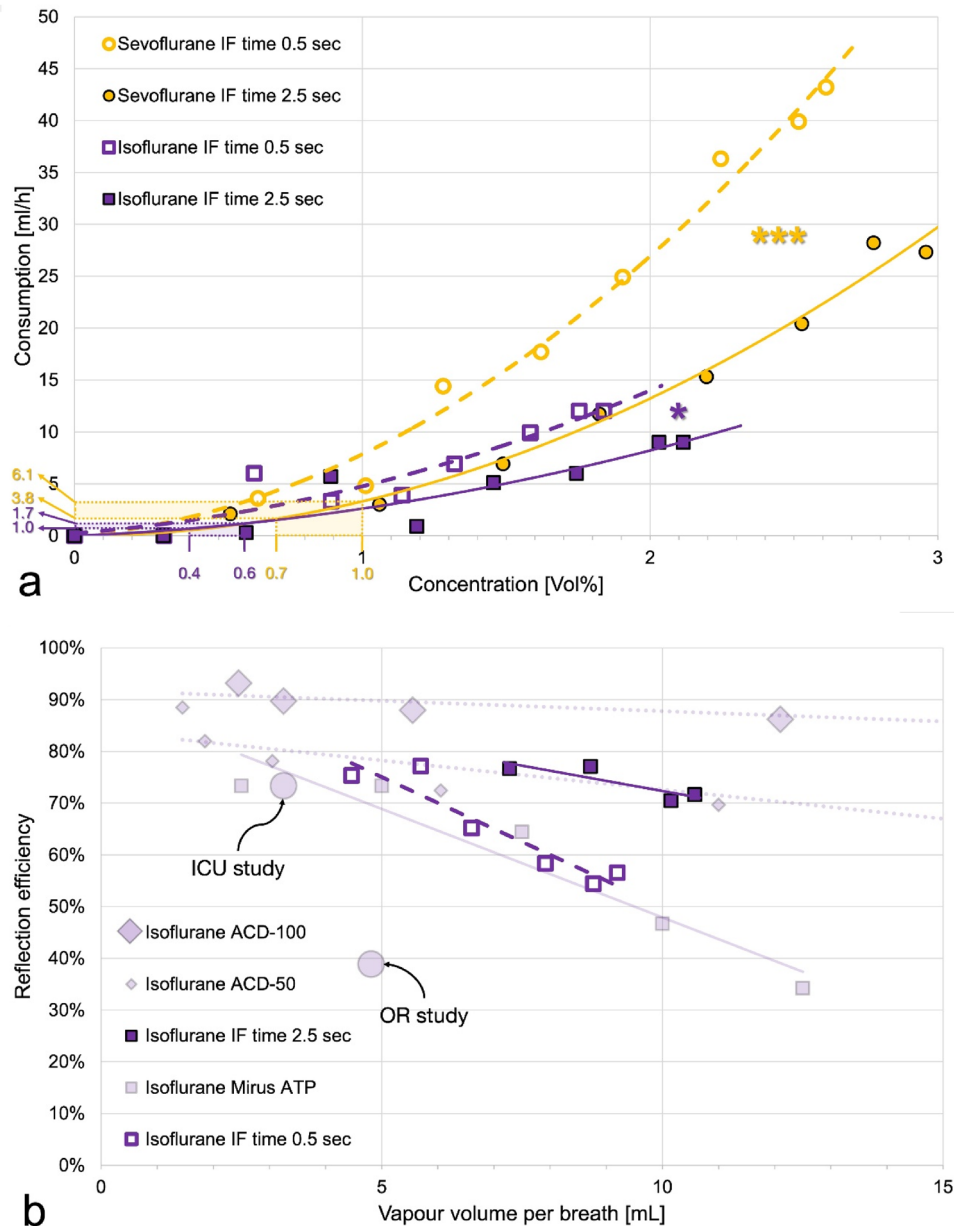 50
45
40
35
30
25
20
15
10
5
0
Consumption [ml/h]
Sevoflurane IF time 0.5 sec
Sevoflurane IF time 2.5 sec
Isoflurane IF time 0.5 sec
Isoflurane IF time 2.5 sec
***
*
6.1
3.8
1.7
1.0
0 1 2 3
0.4 0.6 0.7 1.0
Concentration [Vol%]
a
100%
90%
80%
70%
60%
50%
40%
30%
20%
10%
0%
Reflection efficiency
ICU study
OR study
Isoflurane ACD-100
Isoflurane ACD-50
Isoflurane IF time 2.5 sec
Isoflurane Mirus ATP
Isoflurane IF time 0.5 sec
0 5 10 15
Vapour volume per breath [mL]
b